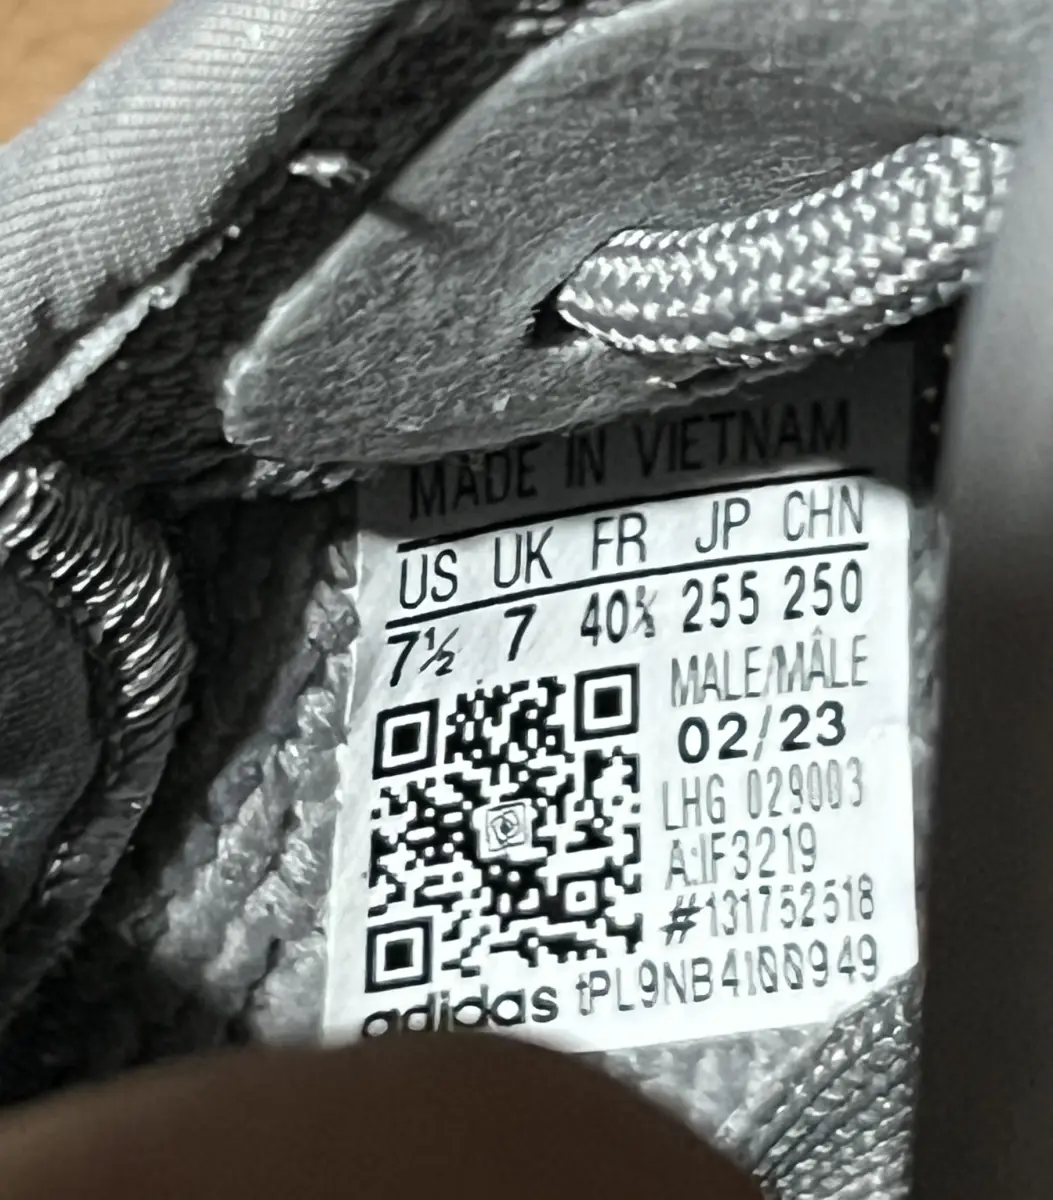 MADE IN VIETNAM
US UK FR JP CHN
7½ 7 40⅔ 255 250
MALE/MÂLE
02/23
LHG 029003
A:IF3219
#131752518
adidas tPL9NB4100949